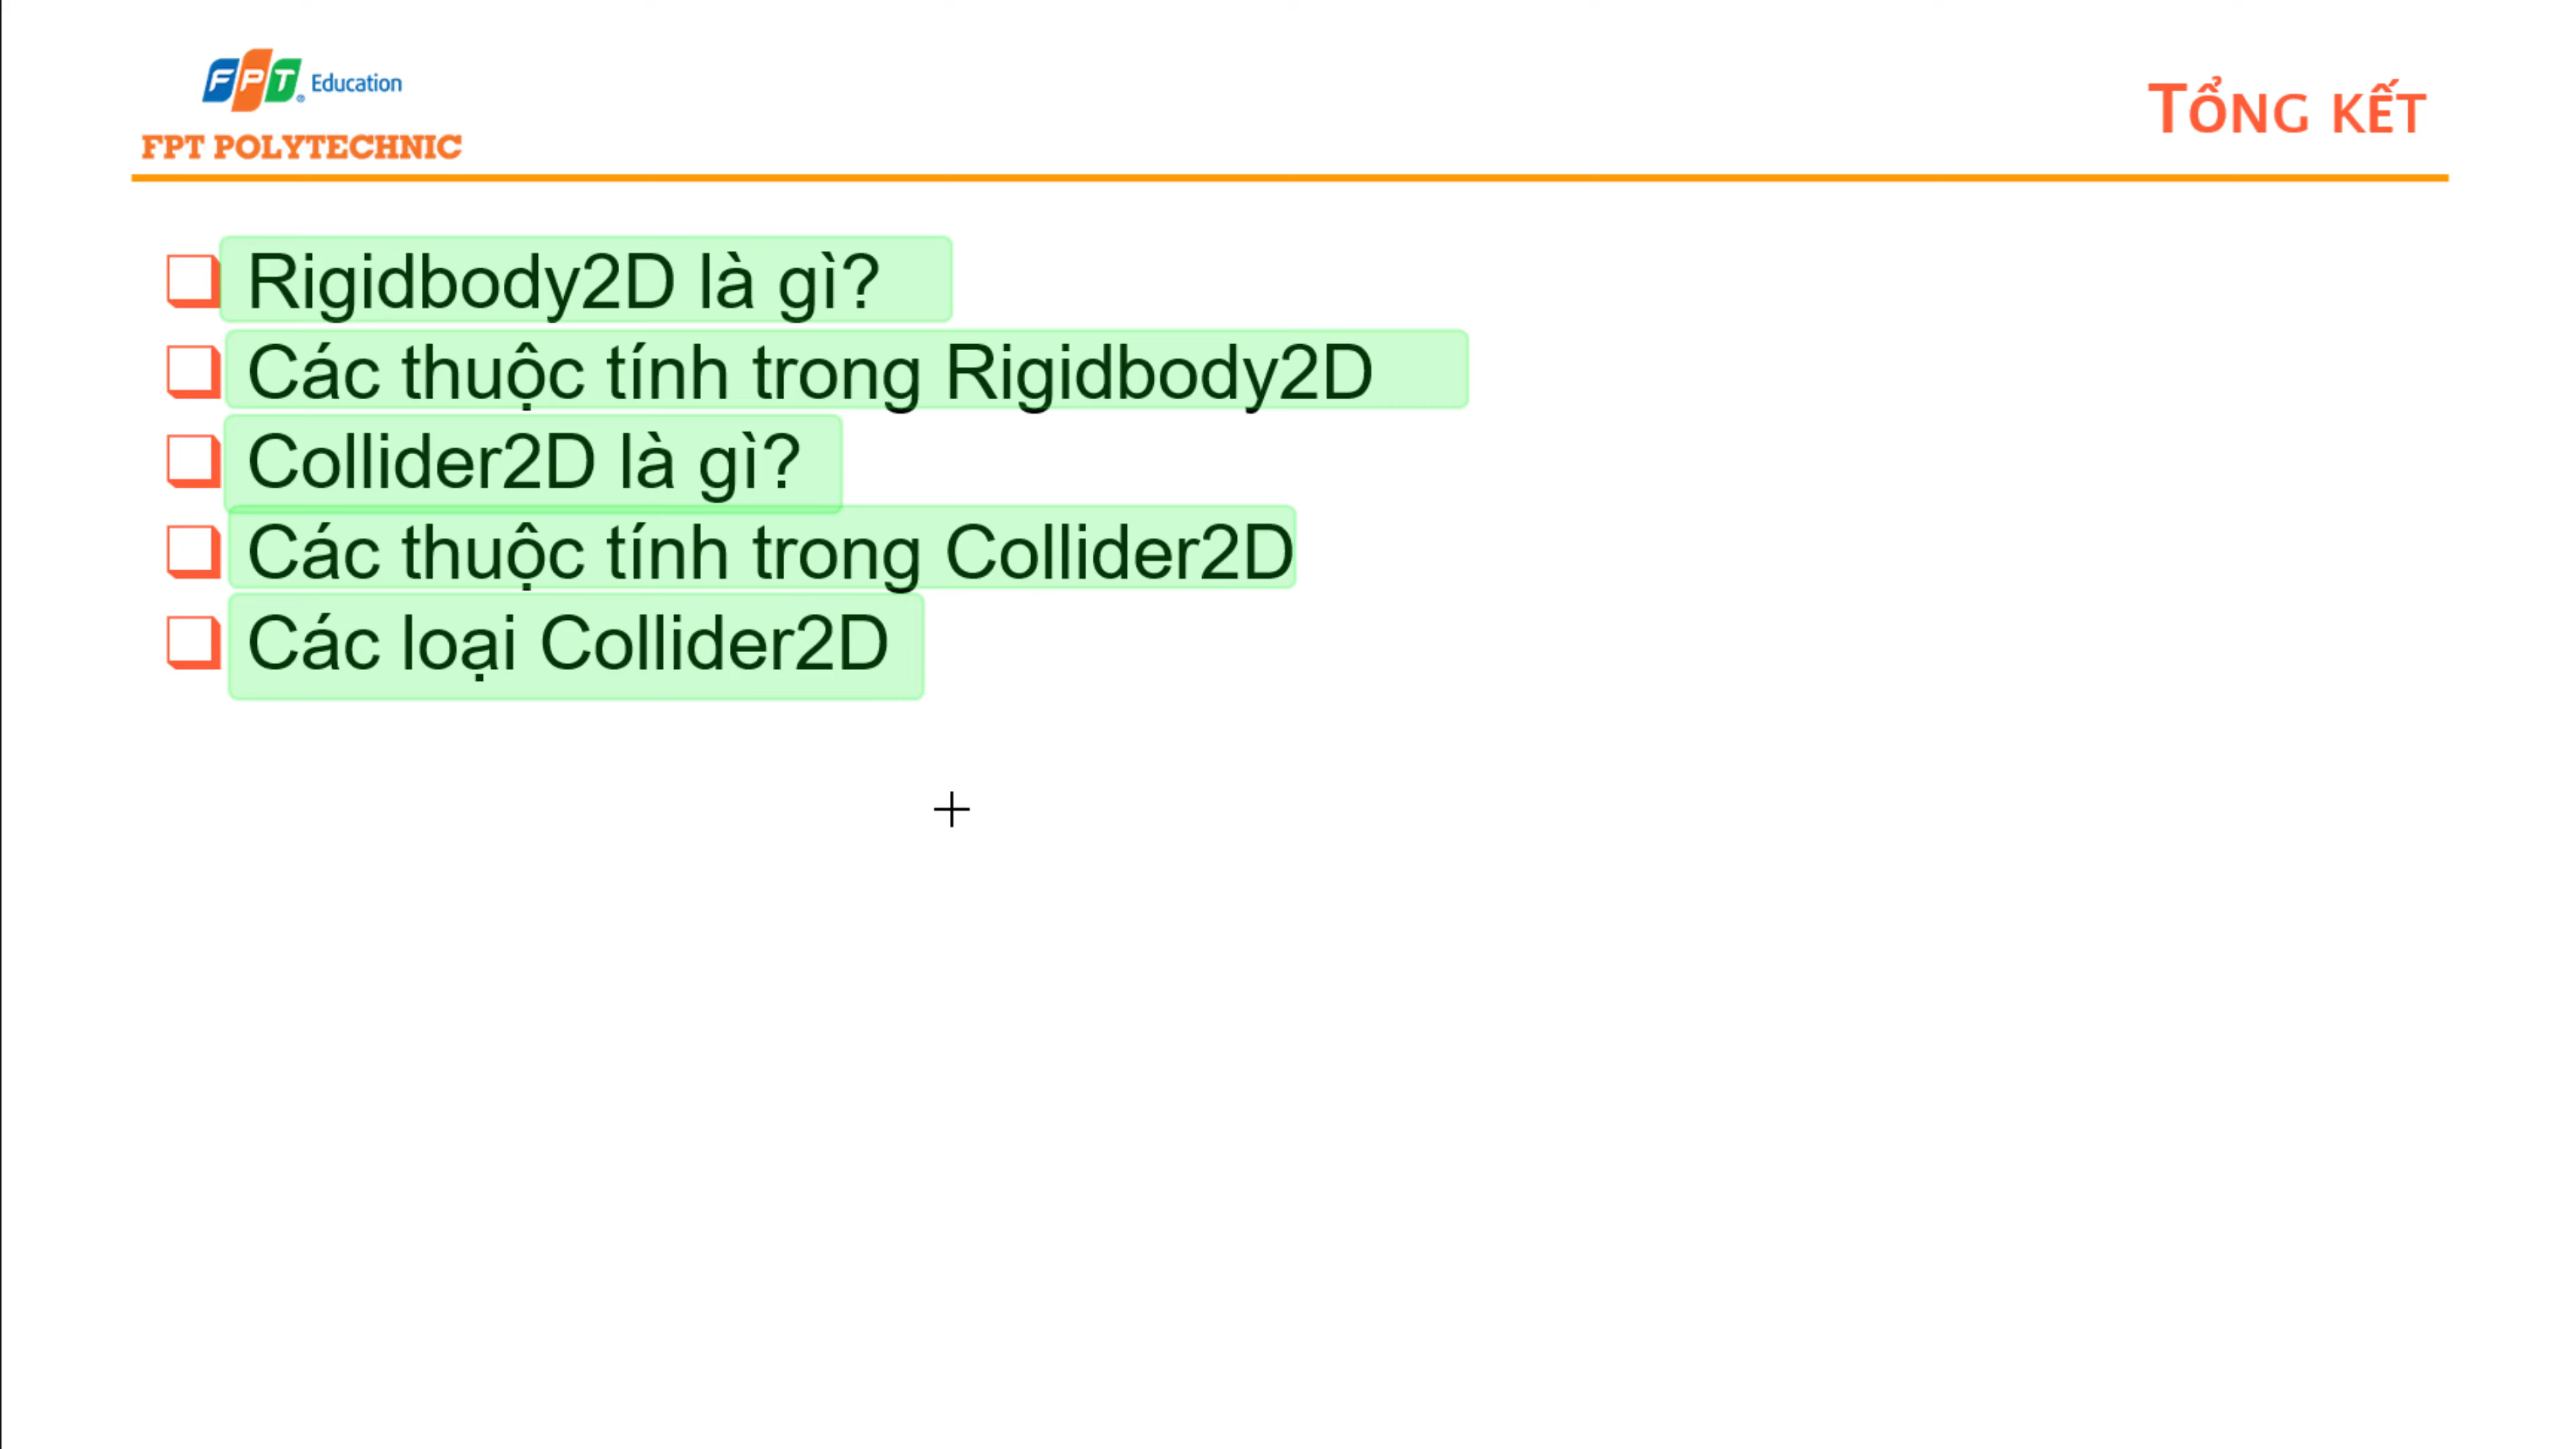 FPT Education
FPT POLYTECHNIC
TỔNG KẾT
Rigidbody2D là gì?
Các thuộc tính trong Rigidbody2D
Collider2D là gì?
Các thuộc tính trong Collider2D
Các loại Collider2D